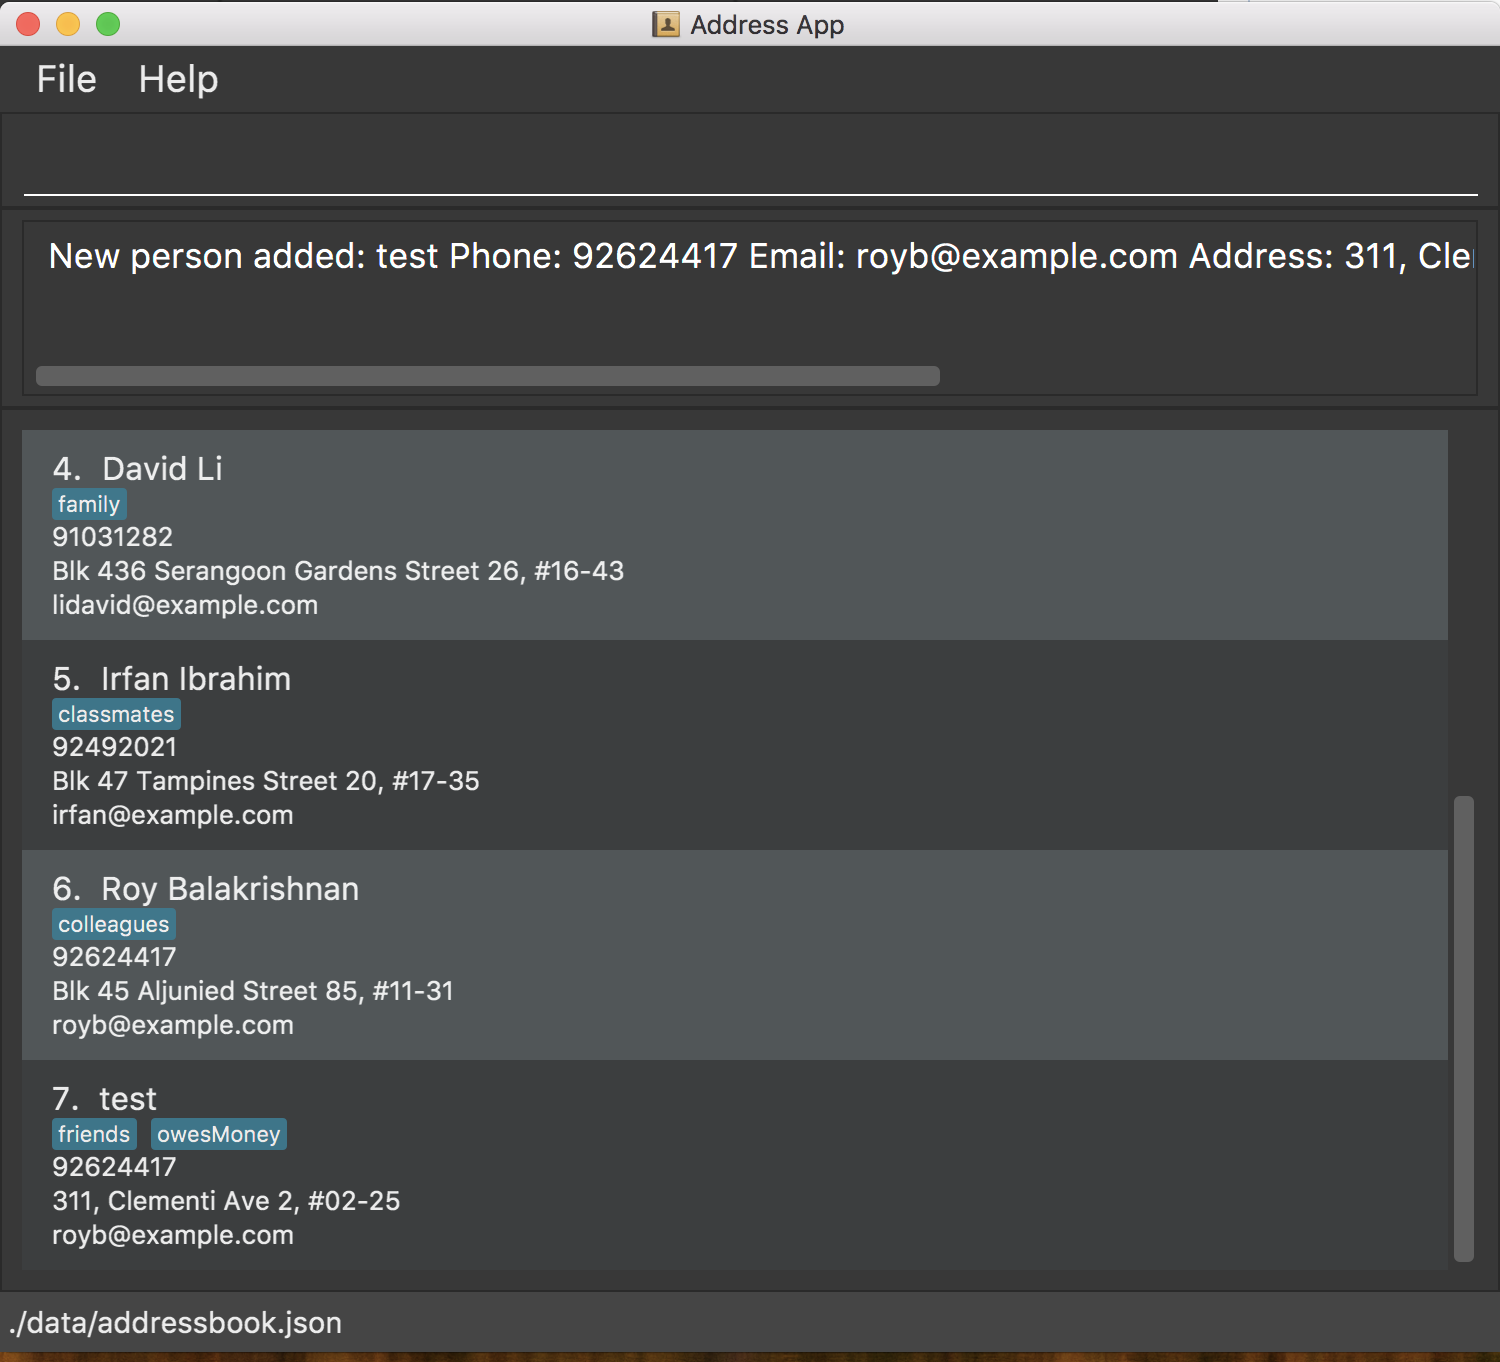 Address App
File Help
New person added: test Phone: 92624417 Email: royb@example.com Address: 311, Cle
4. David Li
family
91031282
Blk 436 Serangoon Gardens Street 26, #16-43
lidavid@example.com
5. Irfan Ibrahim
classmates
92492021
Blk 47 Tampines Street 20, #17-35
irfan@example.com
6. Roy Balakrishnan
colleagues
92624417
Blk 45 Aljunied Street 85, #11-31
royb@example.com
7. test
friends owesMoney
92624417
311, Clementi Ave 2, #02-25
royb@example.com
./data/addressbook.json